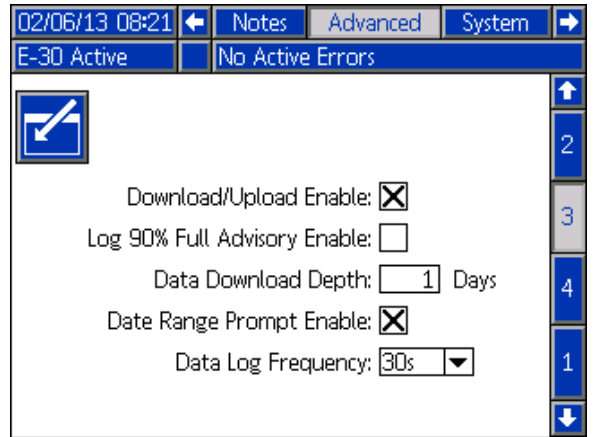 02/06/13 08:21 Notes Advanced System
E-30 Active No Active Errors
2
Download/Upload Enable:
3
Log 90% Full Advisory Enable:
Data Download Depth: 1 Days
4
Date Range Prompt Enable:
Data Log Frequency: 30s
1